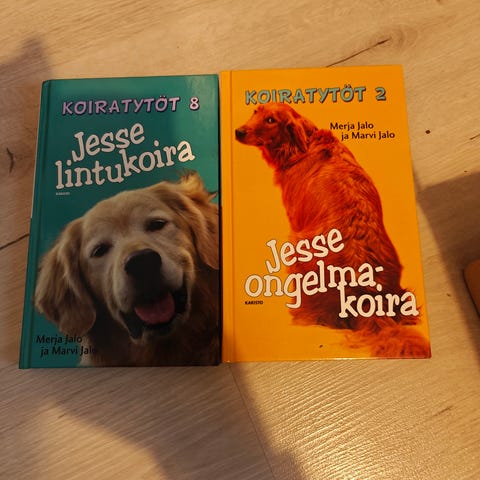 KOIRATYTÖT 8
Jesse
lintukoira
KARISTO
Merja Jalo
ja Marvi Jalo
KOIRATYTÖT 2
Merja Jalo
ja Marvi Jalo
Jesse
ongelma-
koira
KARISTO